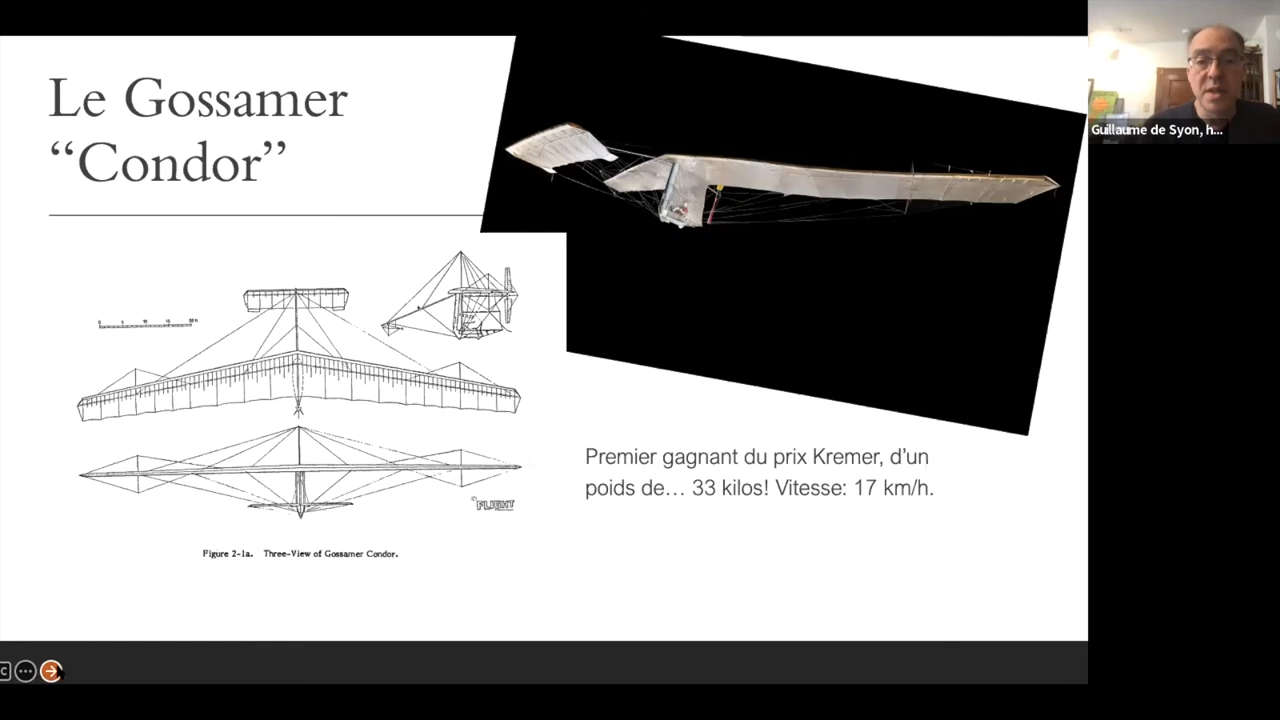 Le Gossamer
“Condor”
Guillaume de Syon, h...
Premier gagnant du prix Kremer, d’un
poids de… 33 kilos! Vitesse: 17 km/h.
FLIGHT
Figure 2-1a. Three-View of Gossamer Condor.